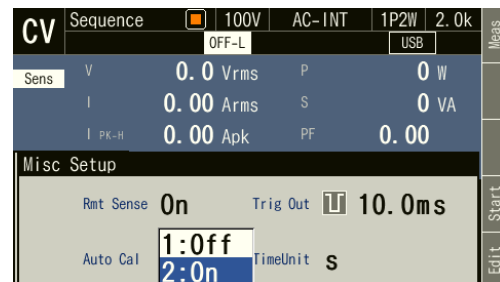 CV Sequence 100V AC-INT 1P2W 2.0k
OFF-L USB
Meas
Sens V 0.0 Vrms P 0 W
I 0.00 Arms S 0 VA
I PK-H 0.00 Apk PF 0.00
Misc Setup
Start
Rmt Sense On Trig Out 10.0ms
Auto Cal 1:Off TimeUnit s
2:On
Edit